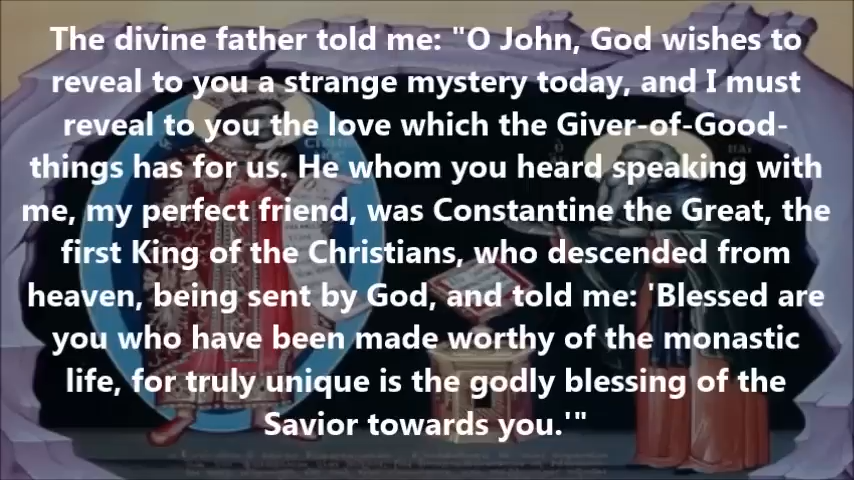 The divine father told me: "O John, God wishes to
reveal to you a strange mystery today, and I must
reveal to you the love which the Giver-of-Good-
things has for us. He whom you heard speaking with
me, my perfect friend, was Constantine the Great, the
first King of the Christians, who descended from
heaven, being sent by God, and told me: 'Blessed are
you who have been made worthy of the monastic
life, for truly unique is the godly blessing of the
Savior towards you.'"